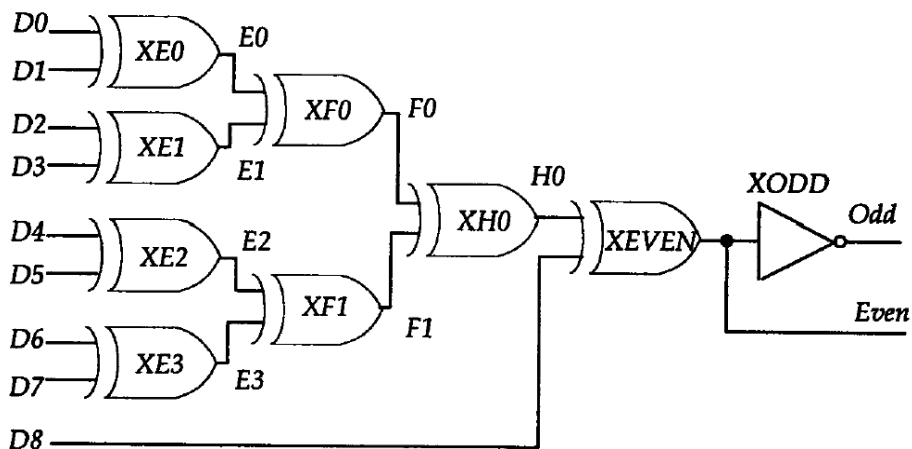 D0
D1
XE0
E0
D2
D3
XE1
E1
XF0
F0
D4
D5
XE2
E2
D6
D7
XE3
E3
XF1
F1
XH0
H0
D8
XEVEN
XODD
Odd
Even